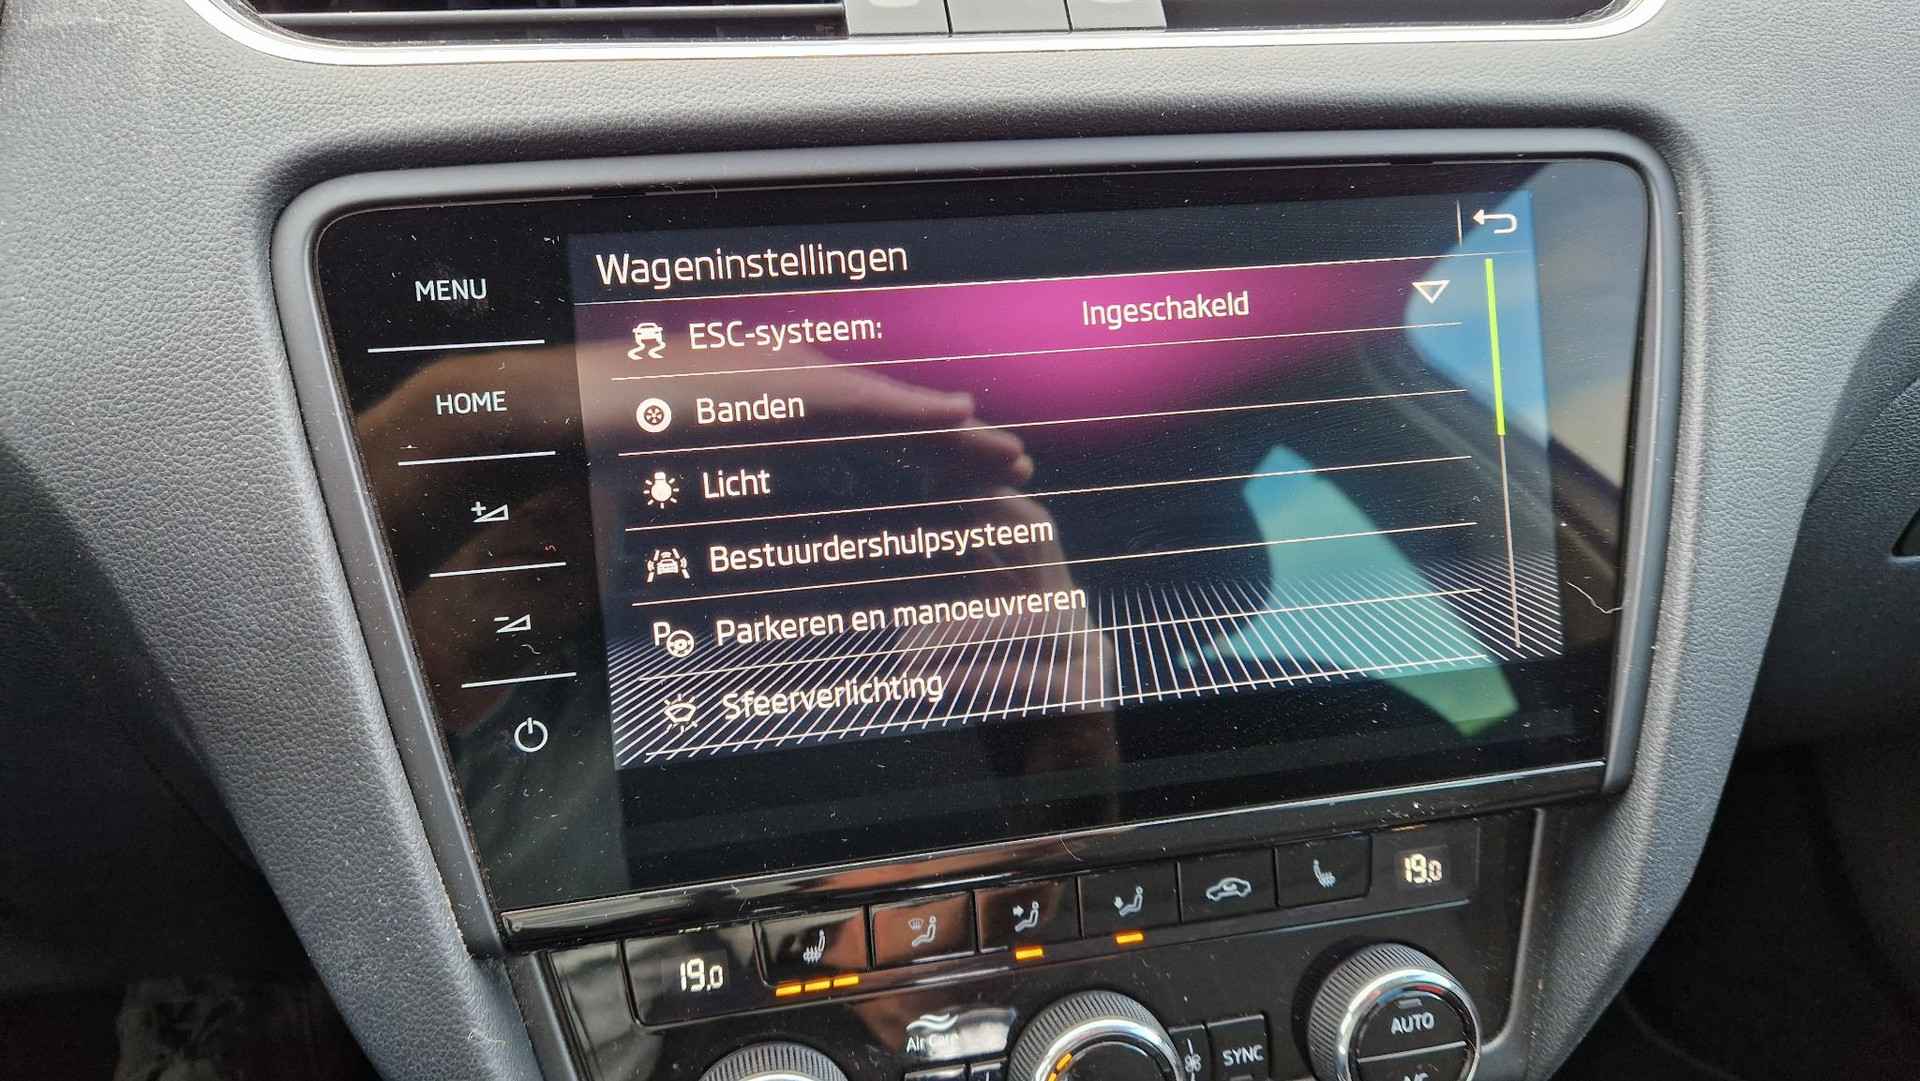 Wageninstellingen
MENU
ESC-systeem: Ingeschakeld
HOME
Banden
Licht
Bestuurdershulpsysteem
P Parkeren en manoeuvreren
Sfeerverlichting
19.0
19.0
Air Care
AUTO
SYNC